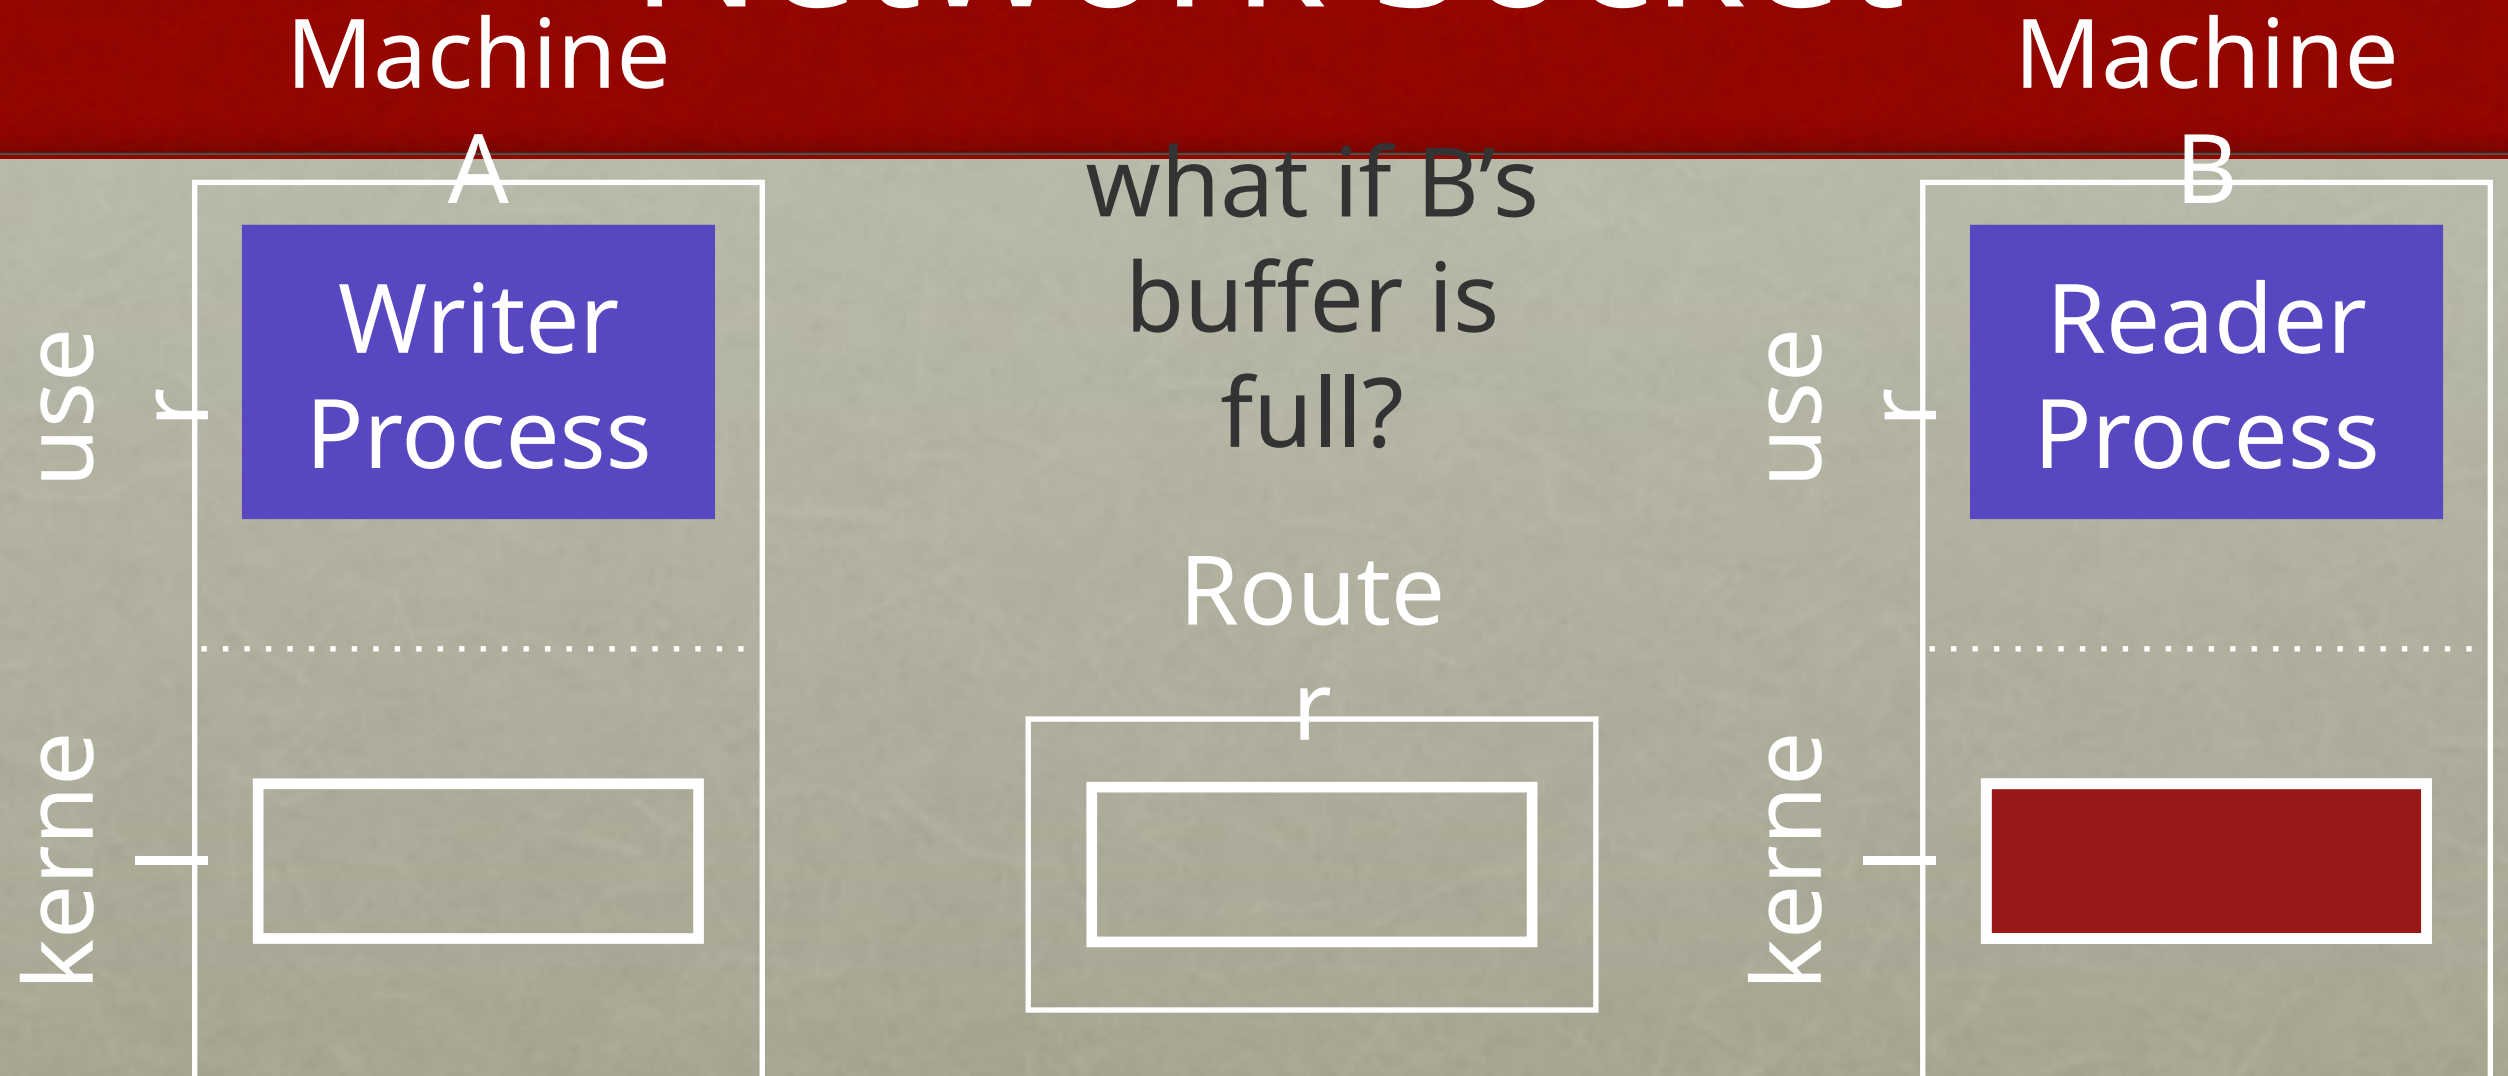 Machine
A
Machine
B
what if B’s
buffer is
full?
use
r
Writer
Process
use
r
Reader
Process
Route
r
kerne
l
kerne
l